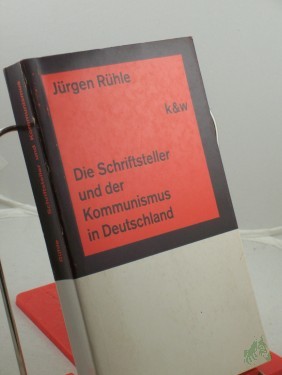 Jürgen Rühle
k&w
Die Schriftsteller
und der
Kommunismus
in Deutschland